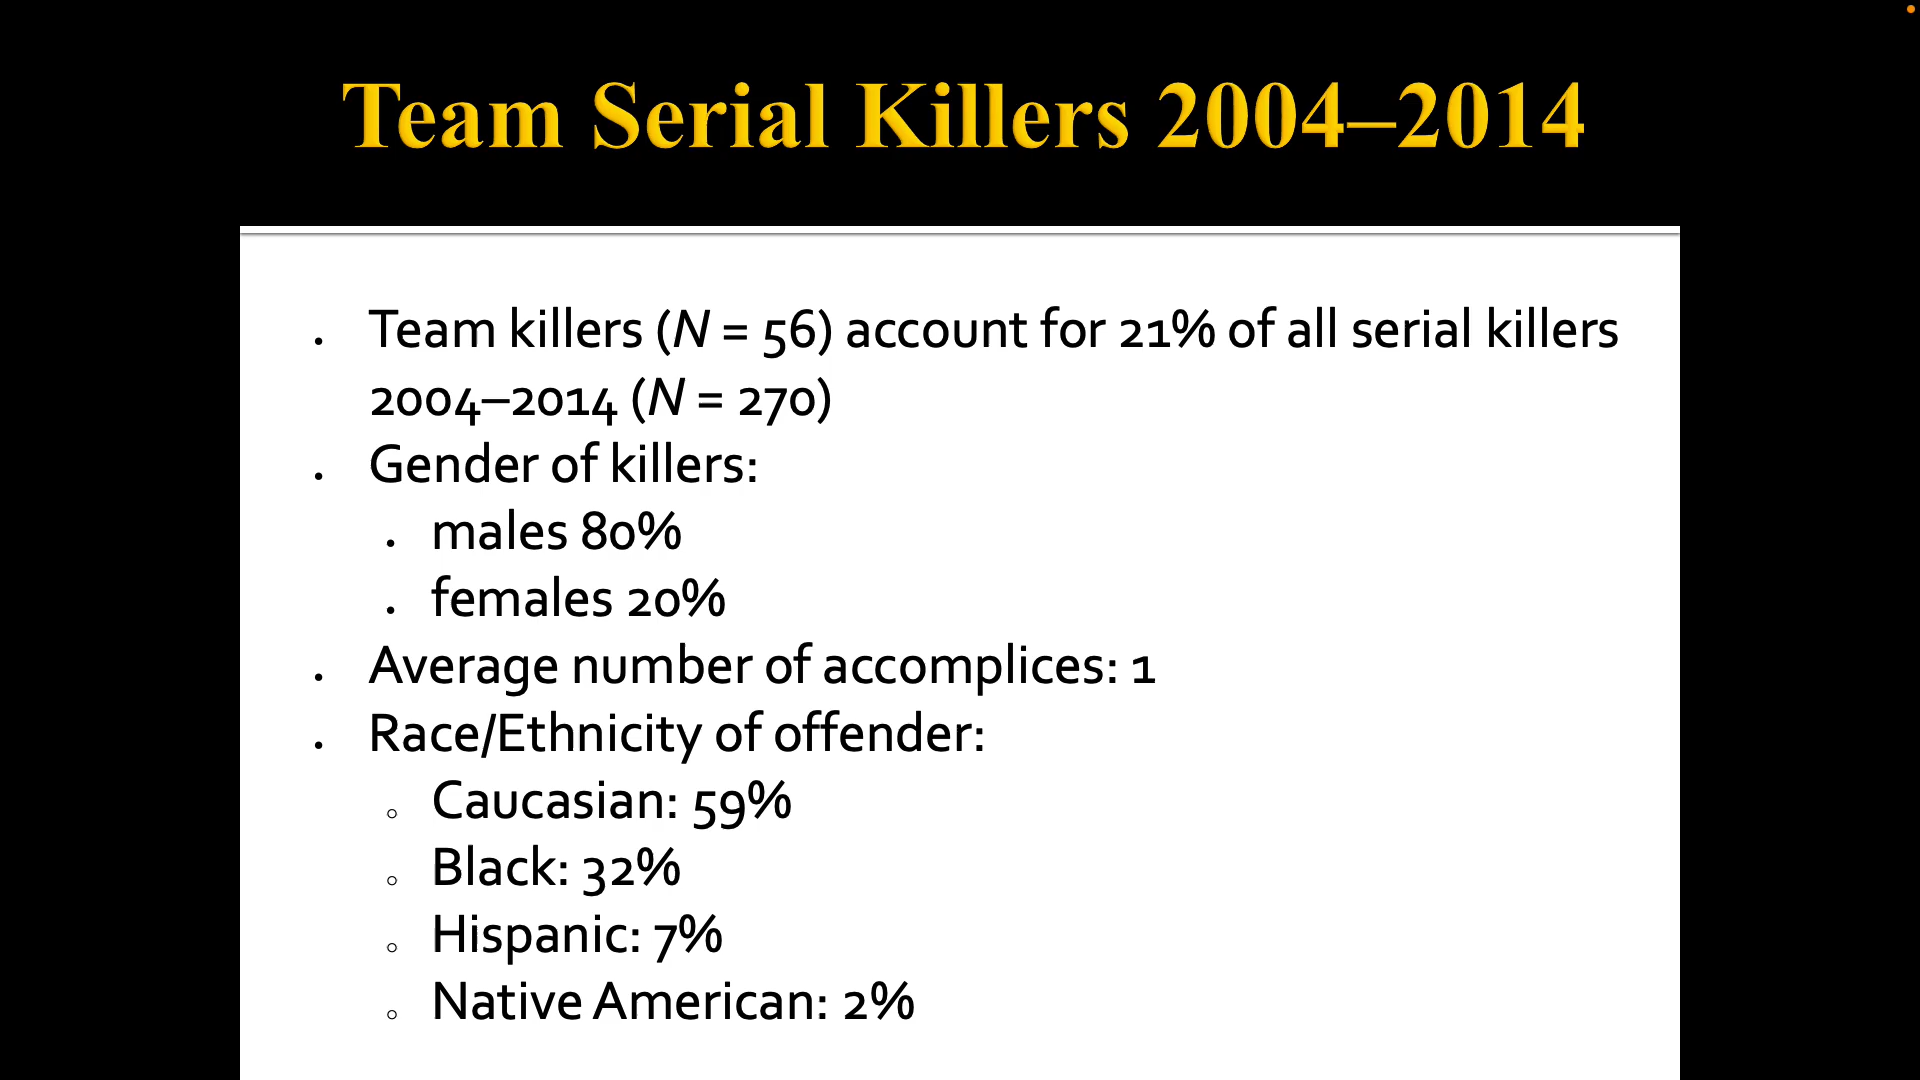 Team Serial Killers 2004–2014
• Team killers (N = 56) account for 21% of all serial killers
2004–2014 (N = 270)
• Gender of killers:
• males 80%
• females 20%
• Average number of accomplices: 1
• Race/Ethnicity of offender:
○ Caucasian: 59%
○ Black: 32%
○ Hispanic: 7%
○ Native American: 2%